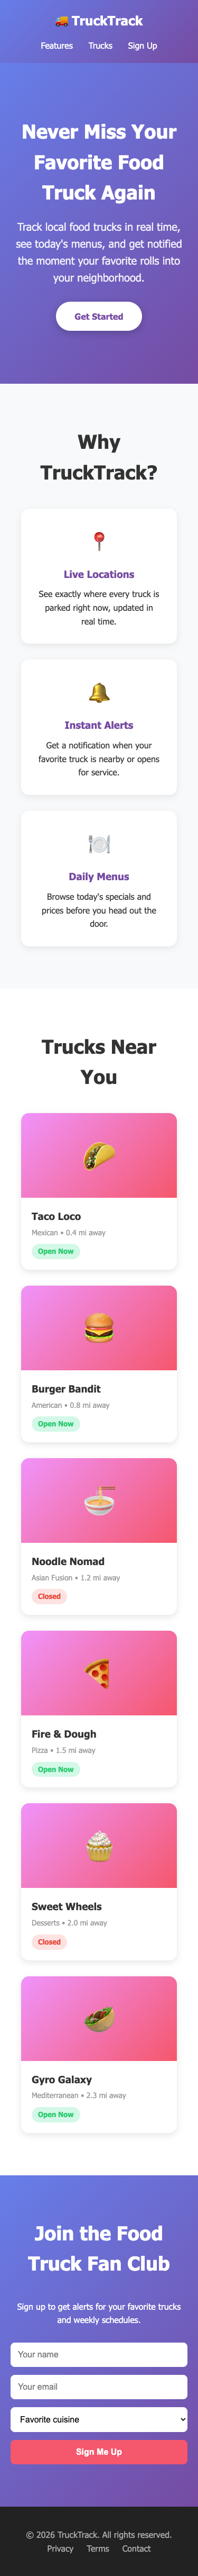 TruckTrack
Features Trucks Sign Up
Never Miss Your
Favorite Food
Truck Again
Track local food trucks in real time,
see today's menus, and get notified
the moment your favorite rolls into
your neighborhood.
Get Started
Why
TruckTrack?
Live Locations
See exactly where every truck is
parked right now, updated in
real time.
Instant Alerts
Get a notification when your
favorite truck is nearby or opens
for service.
Daily Menus
Browse today's specials and
prices before you head out the
door.
Trucks Near
You
Taco Loco
Mexican • 0.4 mi away
Open Now
Burger Bandit
American • 0.8 mi away
Open Now
Noodle Nomad
Asian Fusion • 1.2 mi away
Closed
Fire & Dough
Pizza • 1.5 mi away
Open Now
Sweet Wheels
Desserts • 2.0 mi away
Closed
Gyro Galaxy
Mediterranean • 2.3 mi away
Open Now
Join the Food
Truck Fan Club
Sign up to get alerts for your favorite trucks
and weekly schedules.
Your name
Your email
Favorite cuisine
Sign Me Up
© 2026 TruckTrack. All rights reserved.
Privacy Terms Contact